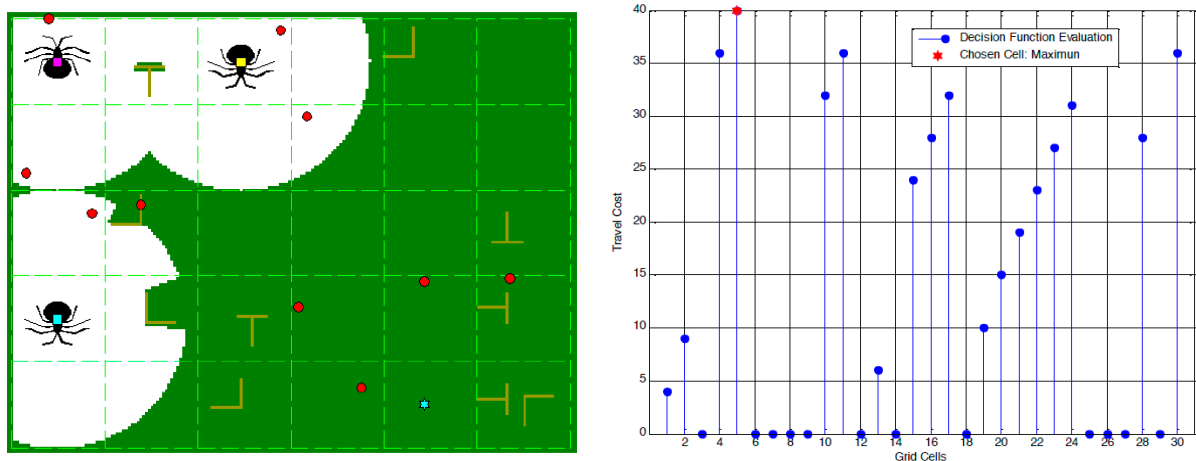 40
35
30
25
20
15
10
5
0
Travel Cost
Decision Function Evaluation
Chosen Cell: Maximun
2 4 6 8 10 12 14 16 18 20 22 24 26 28 30
Grid Cells